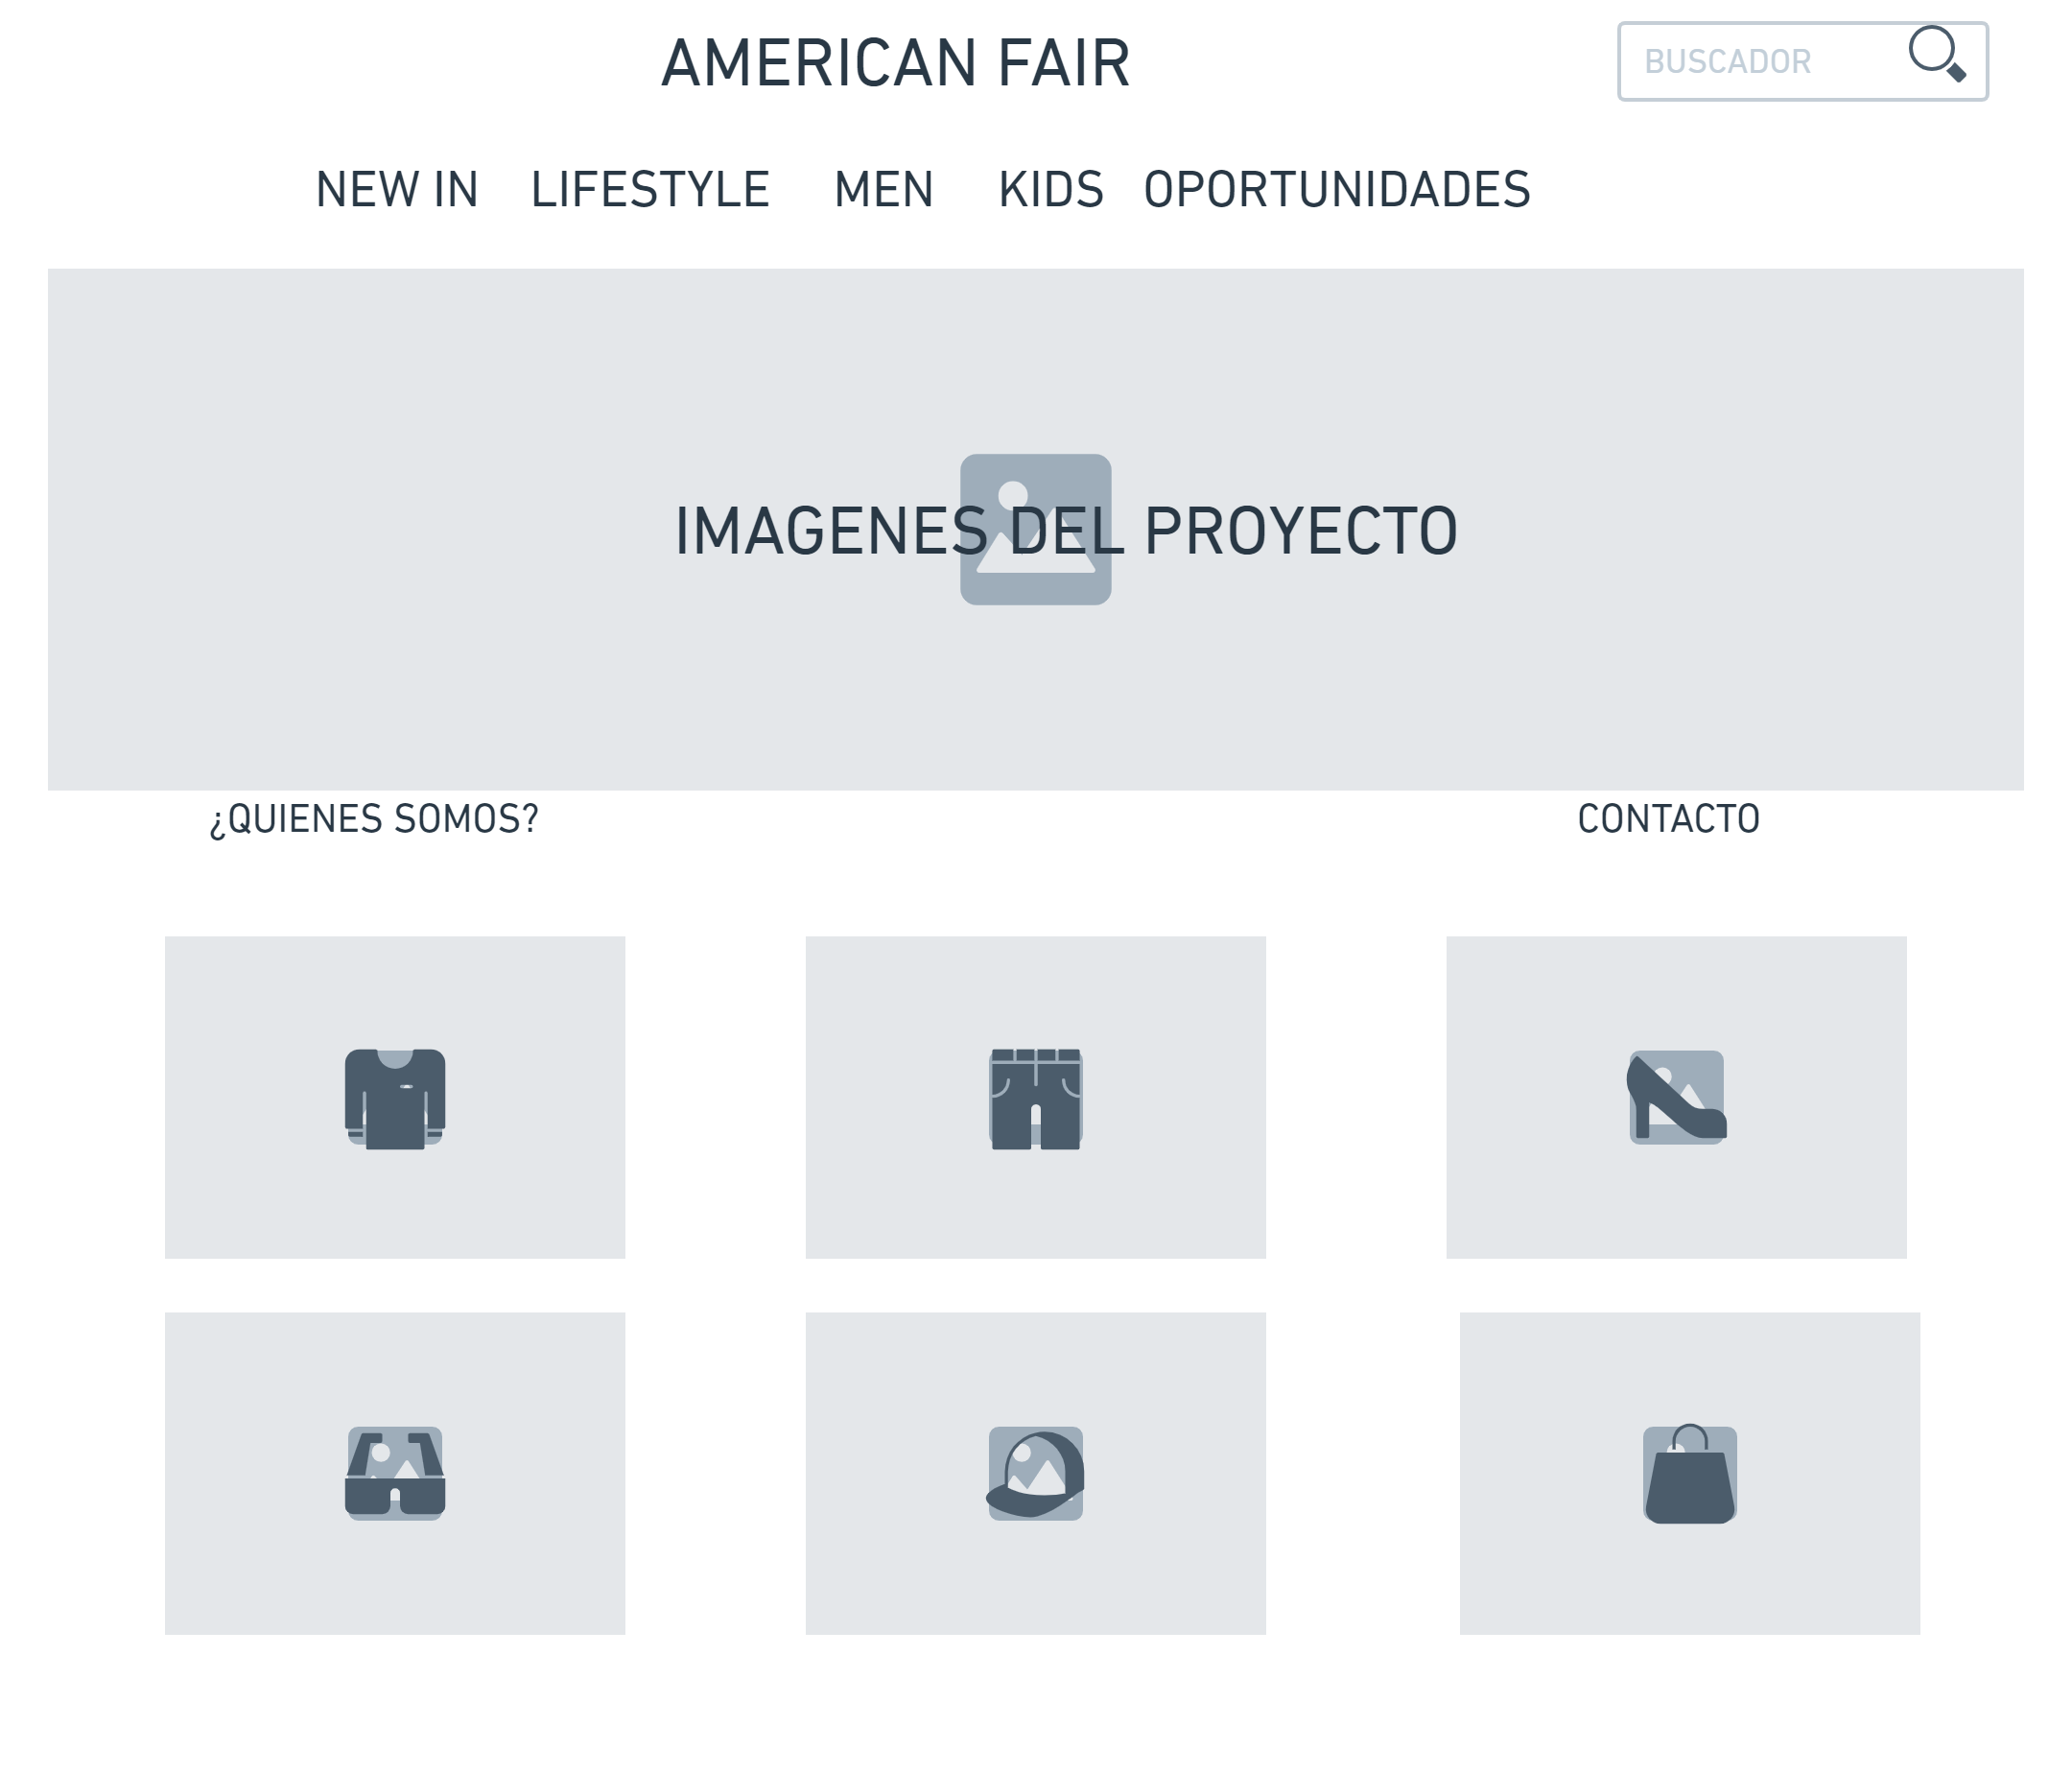 AMERICAN FAIR
BUSCADOR
NEW IN LIFESTYLE MEN KIDS OPORTUNIDADES
IMAGENES DEL PROYECTO
¿QUIENES SOMOS?
CONTACTO